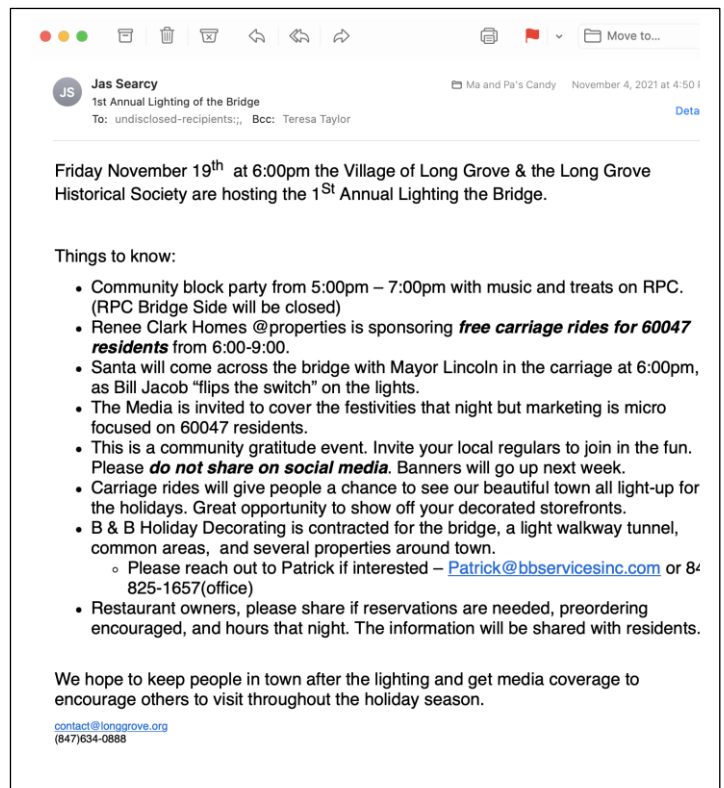 Move to...
JS
Jas Searcy
Ma and Pa's Candy November 4, 2021 at 4:50
1st Annual Lighting of the Bridge
To: undisclosed-recipients:;, Bcc: Teresa Taylor
Deta
Friday November 19th at 6:00pm the Village of Long Grove & the Long Grove
Historical Society are hosting the 1St Annual Lighting the Bridge.
Things to know:
• Community block party from 5:00pm – 7:00pm with music and treats on RPC.
(RPC Bridge Side will be closed)
• Renee Clark Homes @properties is sponsoring free carriage rides for 60047
residents from 6:00-9:00.
• Santa will come across the bridge with Mayor Lincoln in the carriage at 6:00pm,
as Bill Jacob “flips the switch” on the lights.
• The Media is invited to cover the festivities that night but marketing is micro
focused on 60047 residents.
• This is a community gratitude event. Invite your local regulars to join in the fun.
Please do not share on social media. Banners will go up next week.
• Carriage rides will give people a chance to see our beautiful town all light-up for
the holidays. Great opportunity to show off your decorated storefronts.
• B & B Holiday Decorating is contracted for the bridge, a light walkway tunnel,
common areas, and several properties around town.
◦ Please reach out to Patrick if interested – Patrick@bbservicesinc.com or 84
825-1657(office)
• Restaurant owners, please share if reservations are needed, preordering
encouraged, and hours that night. The information will be shared with residents.
We hope to keep people in town after the lighting and get media coverage to
encourage others to visit throughout the holiday season.
contact@longgrove.org
(847)634-0888